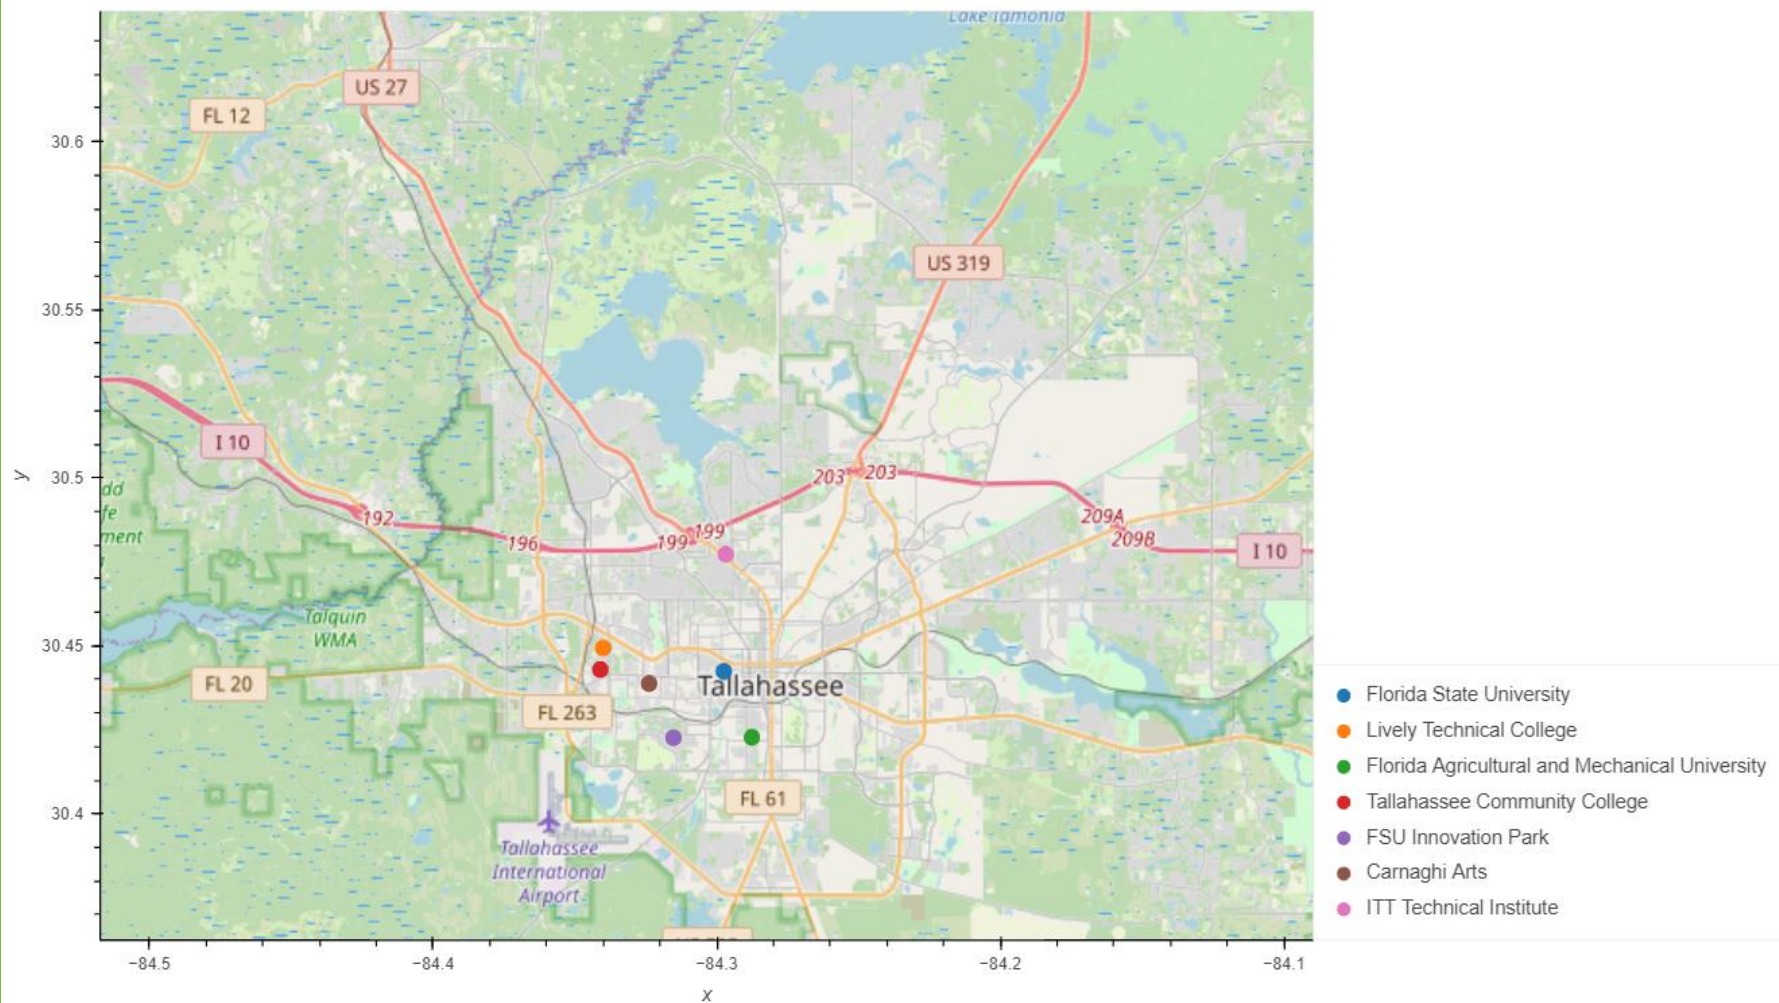 Lake Iamonia
US 27
FL 12
30.6
US 319
30.55
I 10
y
30.5
203
203
dd
fe
ment
192
196
199
199
209A
209B
I 10
Talquin
WMA
30.45
FL 20
Tallahassee
FL 263
FL 61
30.4
Tallahassee
International
Airport
−84.5
−84.4
−84.3
−84.2
−84.1
x
Florida State University
Lively Technical College
Florida Agricultural and Mechanical University
Tallahassee Community College
FSU Innovation Park
Carnaghi Arts
ITT Technical Institute